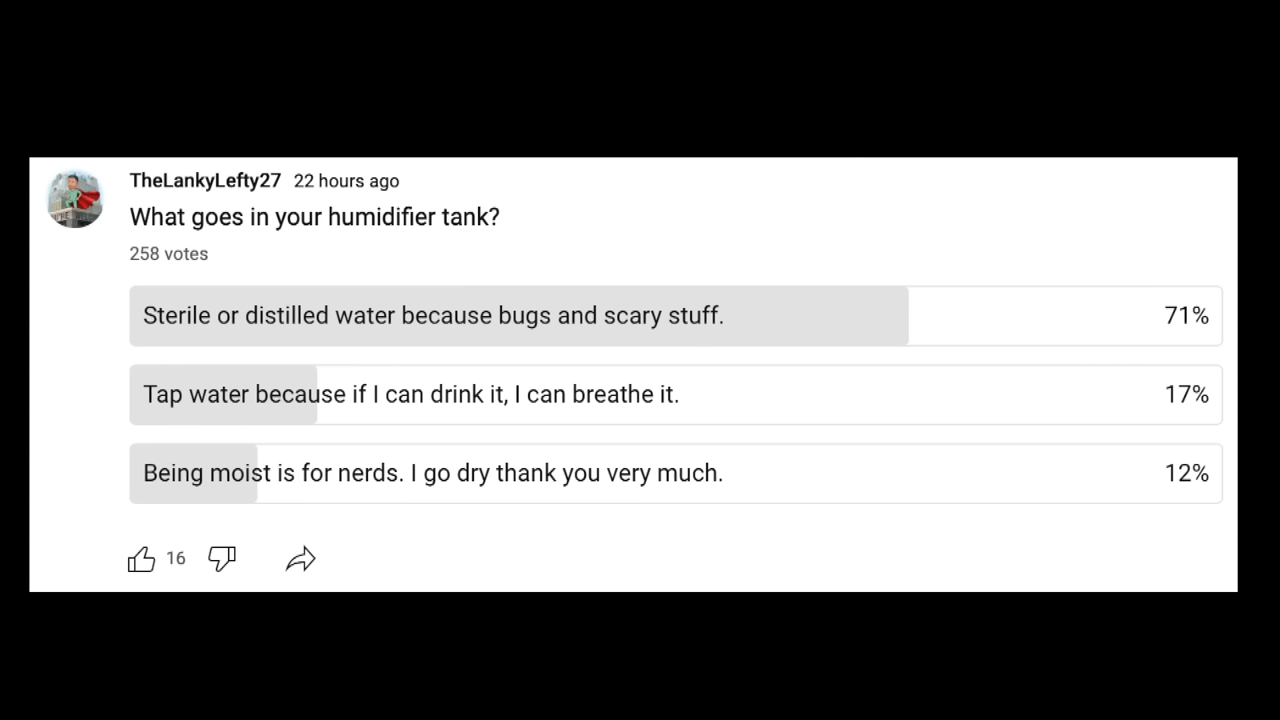 TheLankyLefty27 22 hours ago
What goes in your humidifier tank?
258 votes
Sterile or distilled water because bugs and scary stuff. 71%
Tap water because if I can drink it, I can breathe it. 17%
Being moist is for nerds. I go dry thank you very much. 12%
16